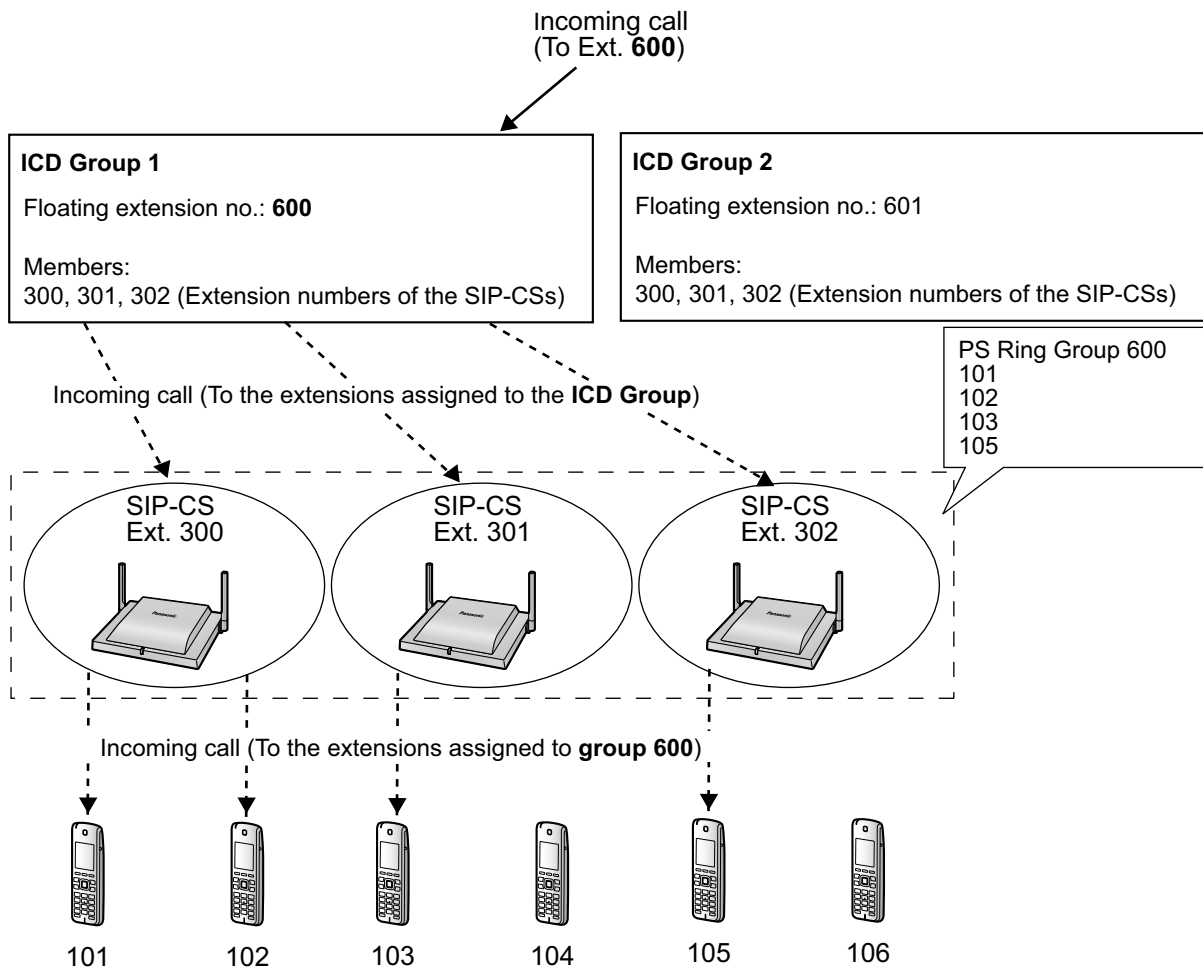 Incoming call
(To Ext. 600)
ICD Group 1
Floating extension no.: 600
Members:
300, 301, 302 (Extension numbers of the SIP-CSs)
ICD Group 2
Floating extension no.: 601
Members:
300, 301, 302 (Extension numbers of the SIP-CSs)
PS Ring Group 600
101
102
103
105
Incoming call (To the extensions assigned to the ICD Group)
SIP-CS
Ext. 300
Panasonic
SIP-CS
Ext. 301
Panasonic
SIP-CS
Ext. 302
Panasonic
Incoming call (To the extensions assigned to group 600)
101
102
103
104
105
106